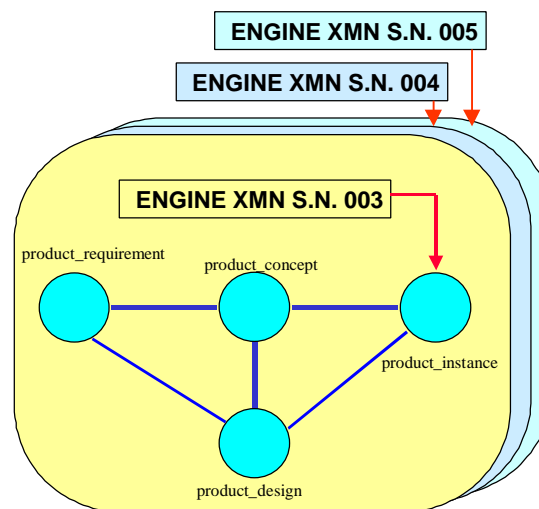 ENGINE XMN S.N. 005
ENGINE XMN S.N. 004
ENGINE XMN S.N. 003
product_requirement
product_concept
product_instance
product_design